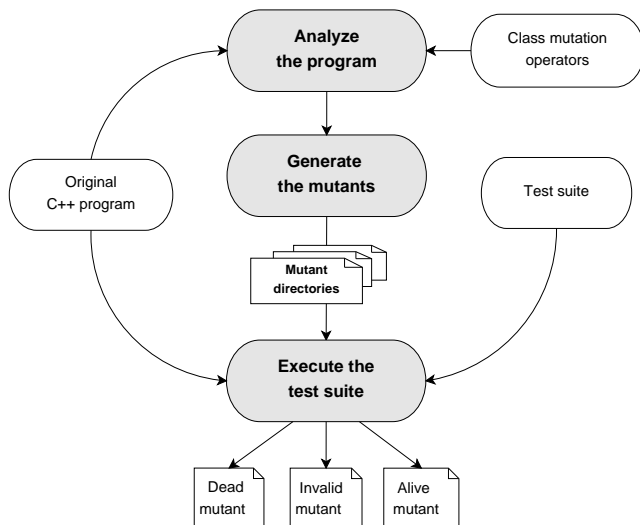 Analyze
the program
Class mutation
operators
Generate
the mutants
Original
C++ program
Test suite
Mutant
directories
Execute the
test suite
Dead
mutant
Invalid
mutant
Alive
mutant